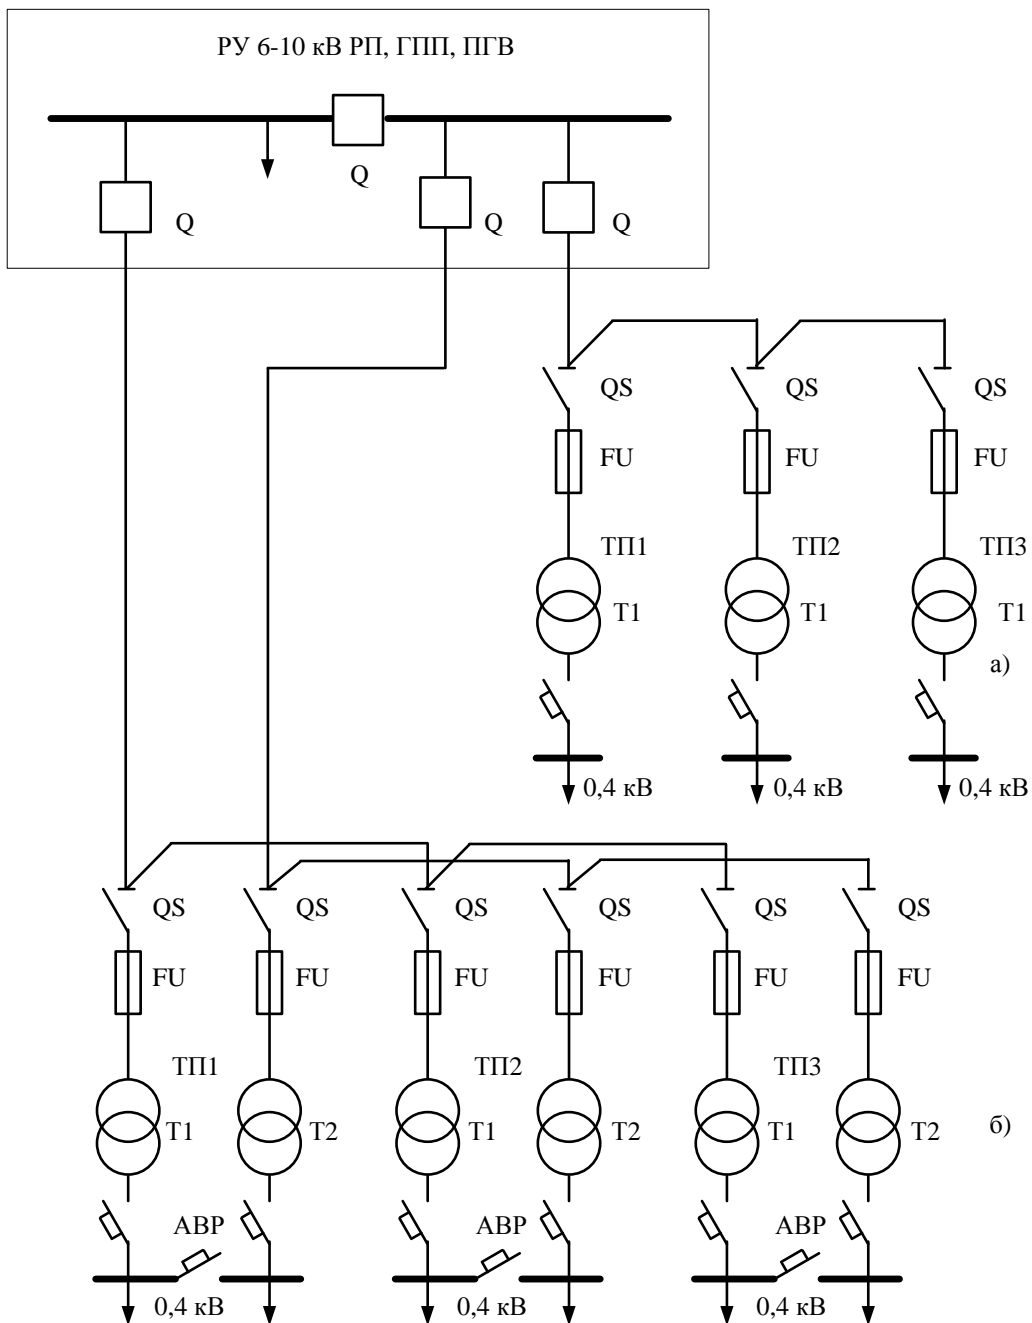 РУ 6-10 кВ РП, ГПП, ПГВ
Q
Q Q Q
QS QS QS
FU FU FU
ТП1 ТП2 ТП3
Т1 Т1 Т1
а)
0,4 кВ 0,4 кВ 0,4 кВ
QS QS QS QS QS QS
FU FU FU FU FU FU
ТП1 ТП2 ТП3
Т1 Т2 Т1 Т2 Т1 Т2 б)
АВР АВР АВР
0,4 кВ 0,4 кВ 0,4 кВ